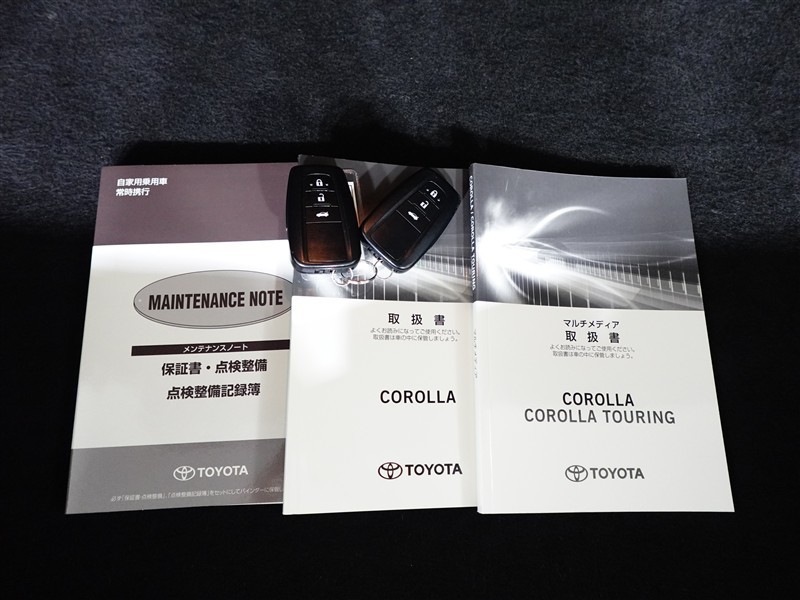 自家用乗用車
常時携行
MAINTENANCE NOTE
メンテナンスノート
保証書・点検整備
点検整備記録簿
TOYOTA
取扱書
よくお読みになってご使用ください。
取扱書は車の中に保管しましょう。
COROLLA
TOYOTA
COROLLA / COROLLA TOURING
マルチメディア
取扱書
よくお読みになってご使用ください。
取扱書は車の中に保管しましょう。
COROLLA
COROLLA TOURING
TOYOTA